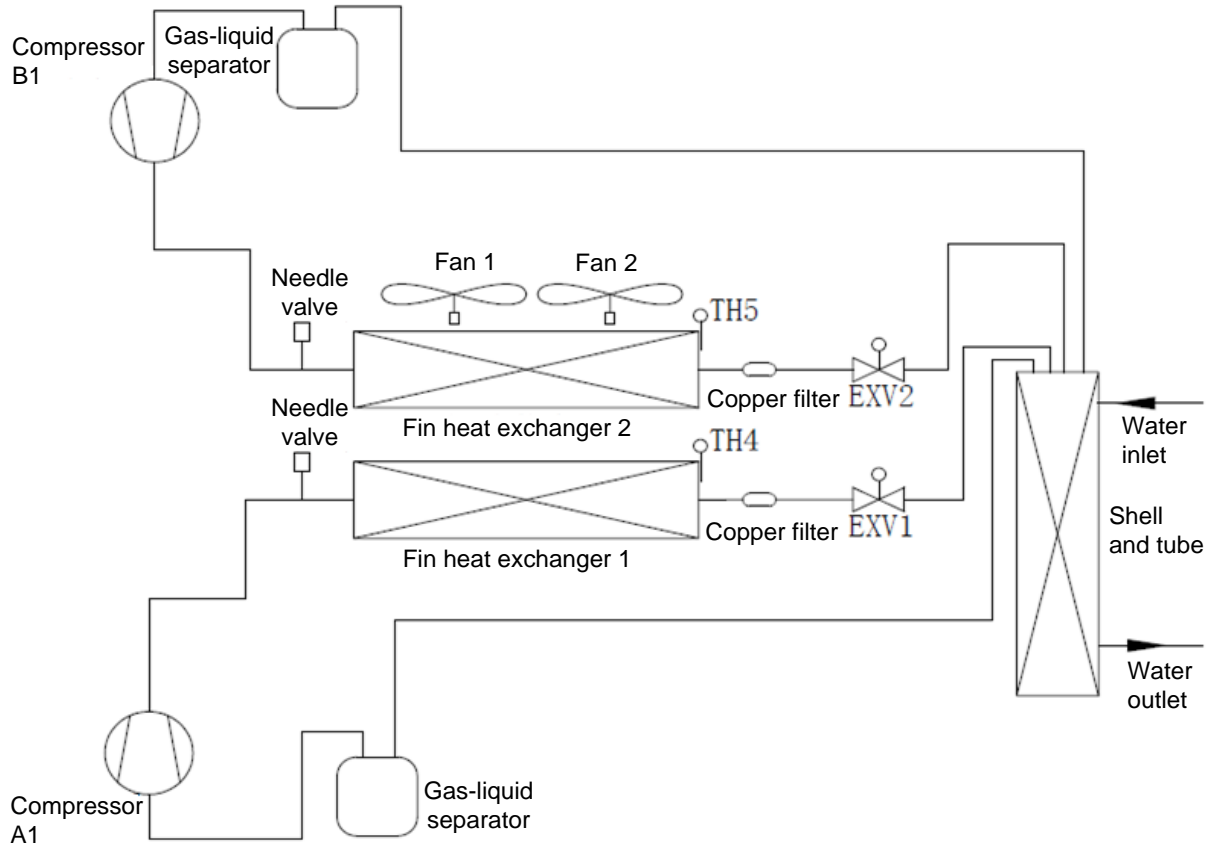 Compressor
B1
Gas-liquid
separator
Needle
valve
Fan 1
Fan 2
TH5
Copper filter
EXV2
Fin heat exchanger 2
Needle
valve
TH4
Copper filter
EXV1
Fin heat exchanger 1
Water
inlet
Shell
and tube
Water
outlet
Compressor
A1
Gas-liquid
separator